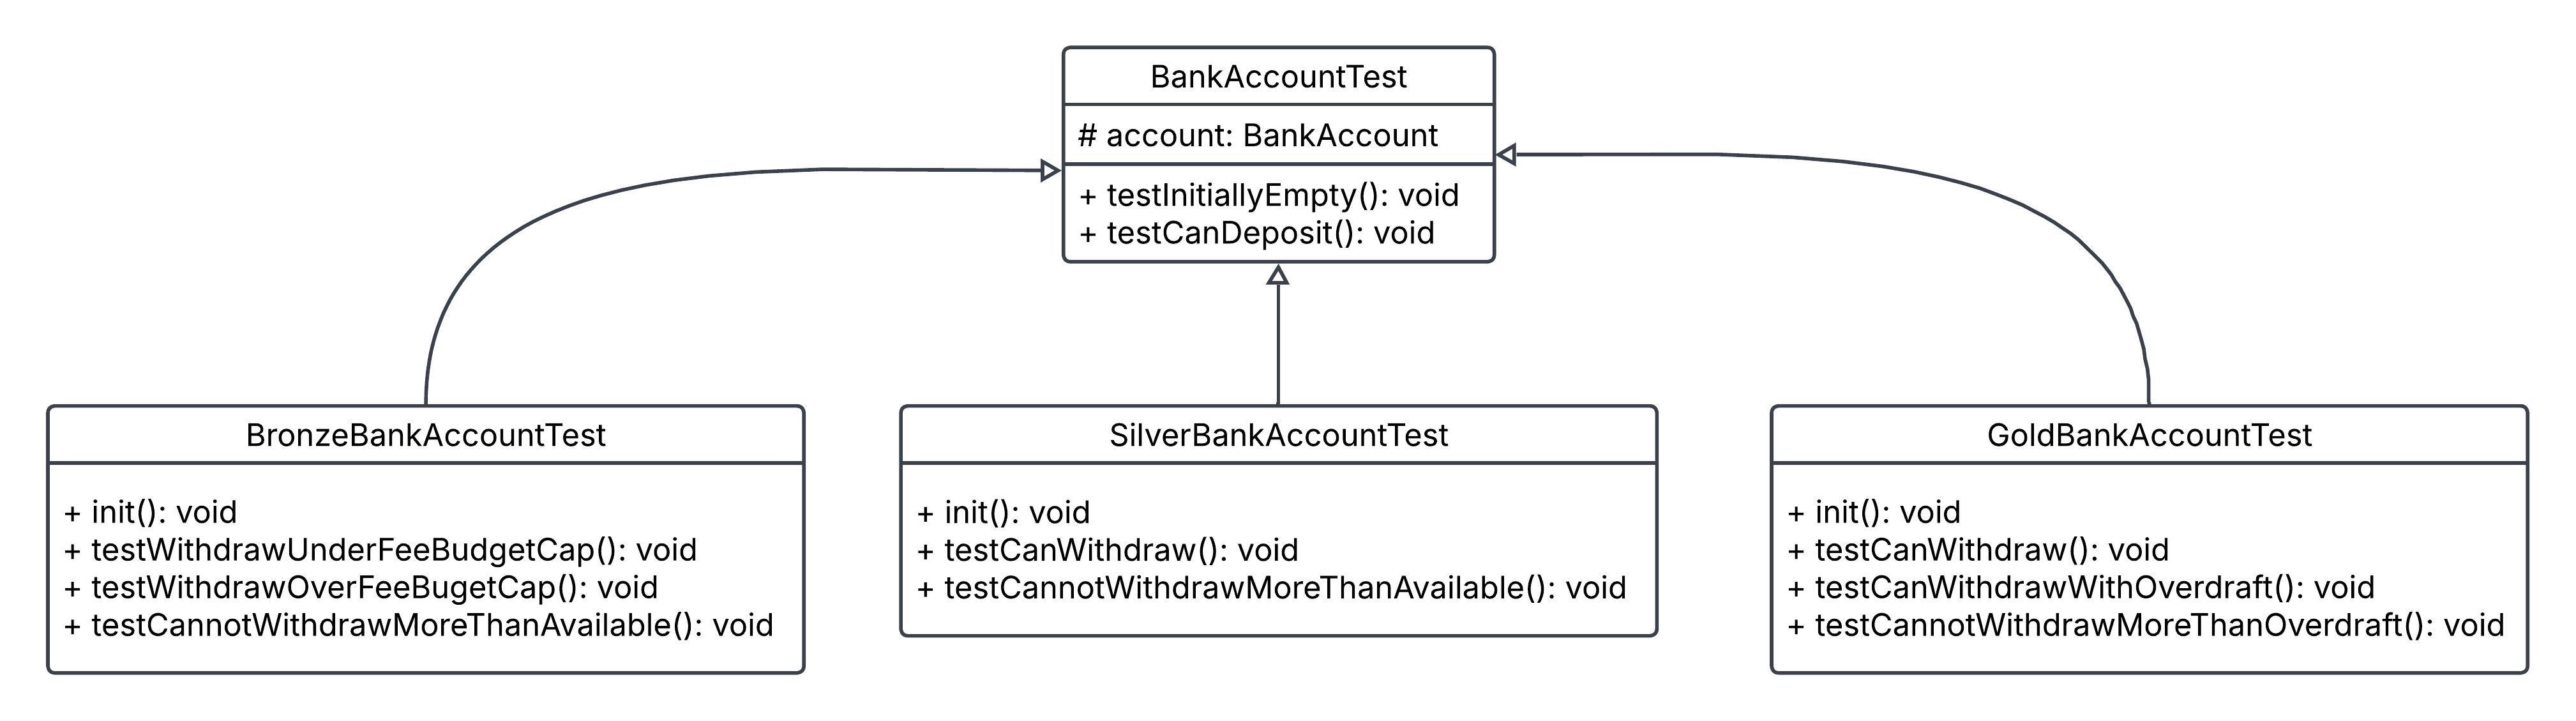 BankAccountTest
# account: BankAccount
+ testInitiallyEmpty(): void
+ testCanDeposit(): void
BronzeBankAccountTest
+ init(): void
+ testWithdrawUnderFeeBudgetCap(): void
+ testWithdrawOverFeeBugetCap(): void
+ testCannotWithdrawMoreThanAvailable(): void
SilverBankAccountTest
+ init(): void
+ testCanWithdraw(): void
+ testCannotWithdrawMoreThanAvailable(): void
GoldBankAccountTest
+ init(): void
+ testCanWithdraw(): void
+ testCanWithdrawWithOverdraft(): void
+ testCannotWithdrawMoreThanOverdraft(): void